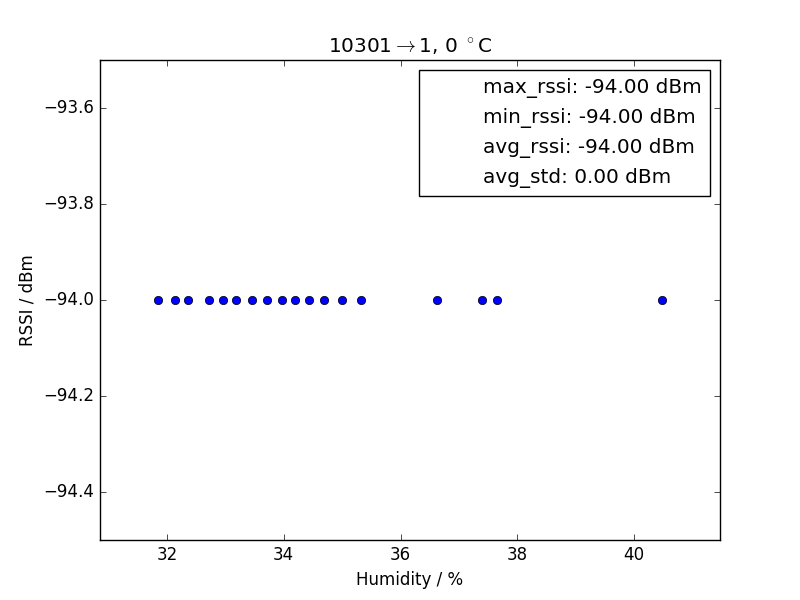 10301→1, 0 °C
max_rssi: -94.00 dBm
min_rssi: -94.00 dBm
avg_rssi: -94.00 dBm
avg_std: 0.00 dBm
−93.6
−93.8
−94.0
−94.2
−94.4
RSSI / dBm
32 34 36 38 40
Humidity / %